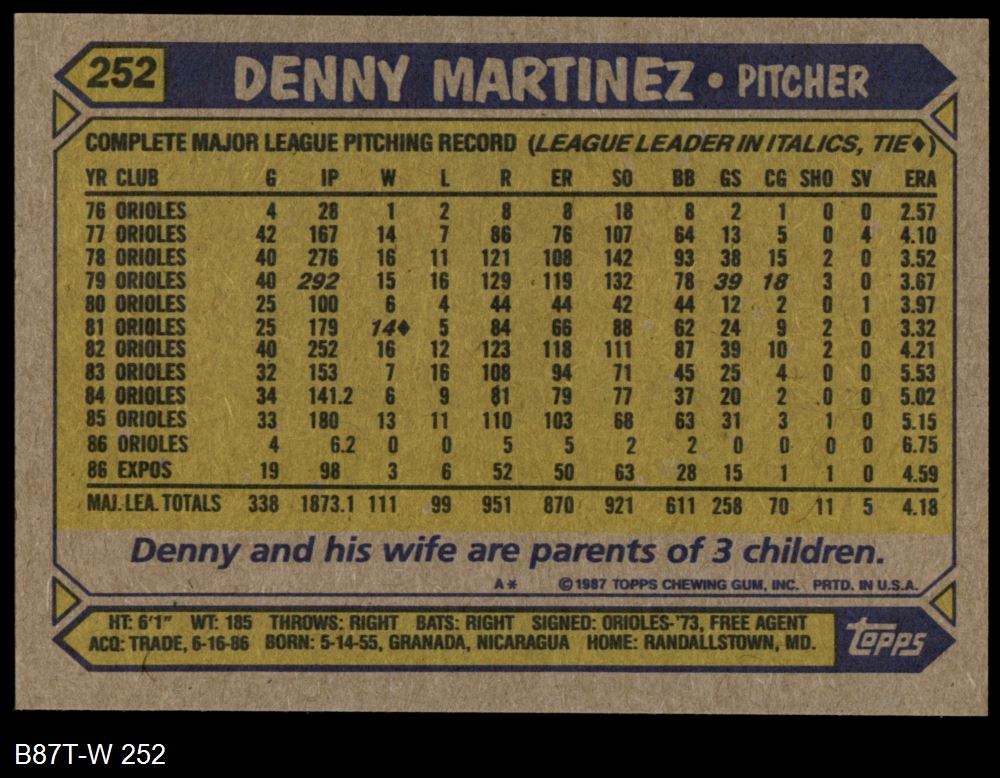 252 DENNY MARTINEZ • PITCHER
COMPLETE MAJOR LEAGUE PITCHING RECORD (LEAGUE LEADER IN ITALICS, TIE♦)
YR CLUB G IP W L R ER SO BB GS CG SHO SV ERA
76 ORIOLES 4 28 1 2 8 8 18 8 2 1 0 0 2.57
77 ORIOLES 42 167 14 7 86 76 107 64 13 5 0 4 4.10
78 ORIOLES 40 276 16 11 121 108 142 93 38 15 2 0 3.52
79 ORIOLES 40 292 15 16 129 119 132 78 39 18 3 0 3.67
80 ORIOLES 25 100 6 4 44 44 42 44 12 2 0 1 3.97
81 ORIOLES 25 179 14♦ 5 84 66 88 62 24 9 2 0 3.32
82 ORIOLES 40 252 16 12 123 118 111 87 39 10 2 0 4.21
83 ORIOLES 32 153 7 16 108 94 71 45 25 4 0 0 5.53
84 ORIOLES 34 141.2 6 9 81 79 77 37 20 2 0 0 5.02
85 ORIOLES 33 180 13 11 110 103 68 63 31 3 1 0 5.15
86 ORIOLES 4 6.2 0 0 5 5 2 2 0 0 0 0 6.75
86 EXPOS 19 98 3 6 52 50 63 28 15 1 1 0 4.59
MAJ. LEA. TOTALS 338 1873.1 111 99 951 870 921 611 258 70 11 5 4.18
Denny and his wife are parents of 3 children.
A* ©1987 TOPPS CHEWING GUM, INC. PRTD. IN U.S.A.
HT: 6'1" WT: 185 THROWS: RIGHT BATS: RIGHT SIGNED: ORIOLES-'73, FREE AGENT
ACQ: TRADE, 6-16-86 BORN: 5-14-55, GRANADA, NICARAGUA HOME: RANDALLSTOWN, MD.
Topps
B87T-W 252